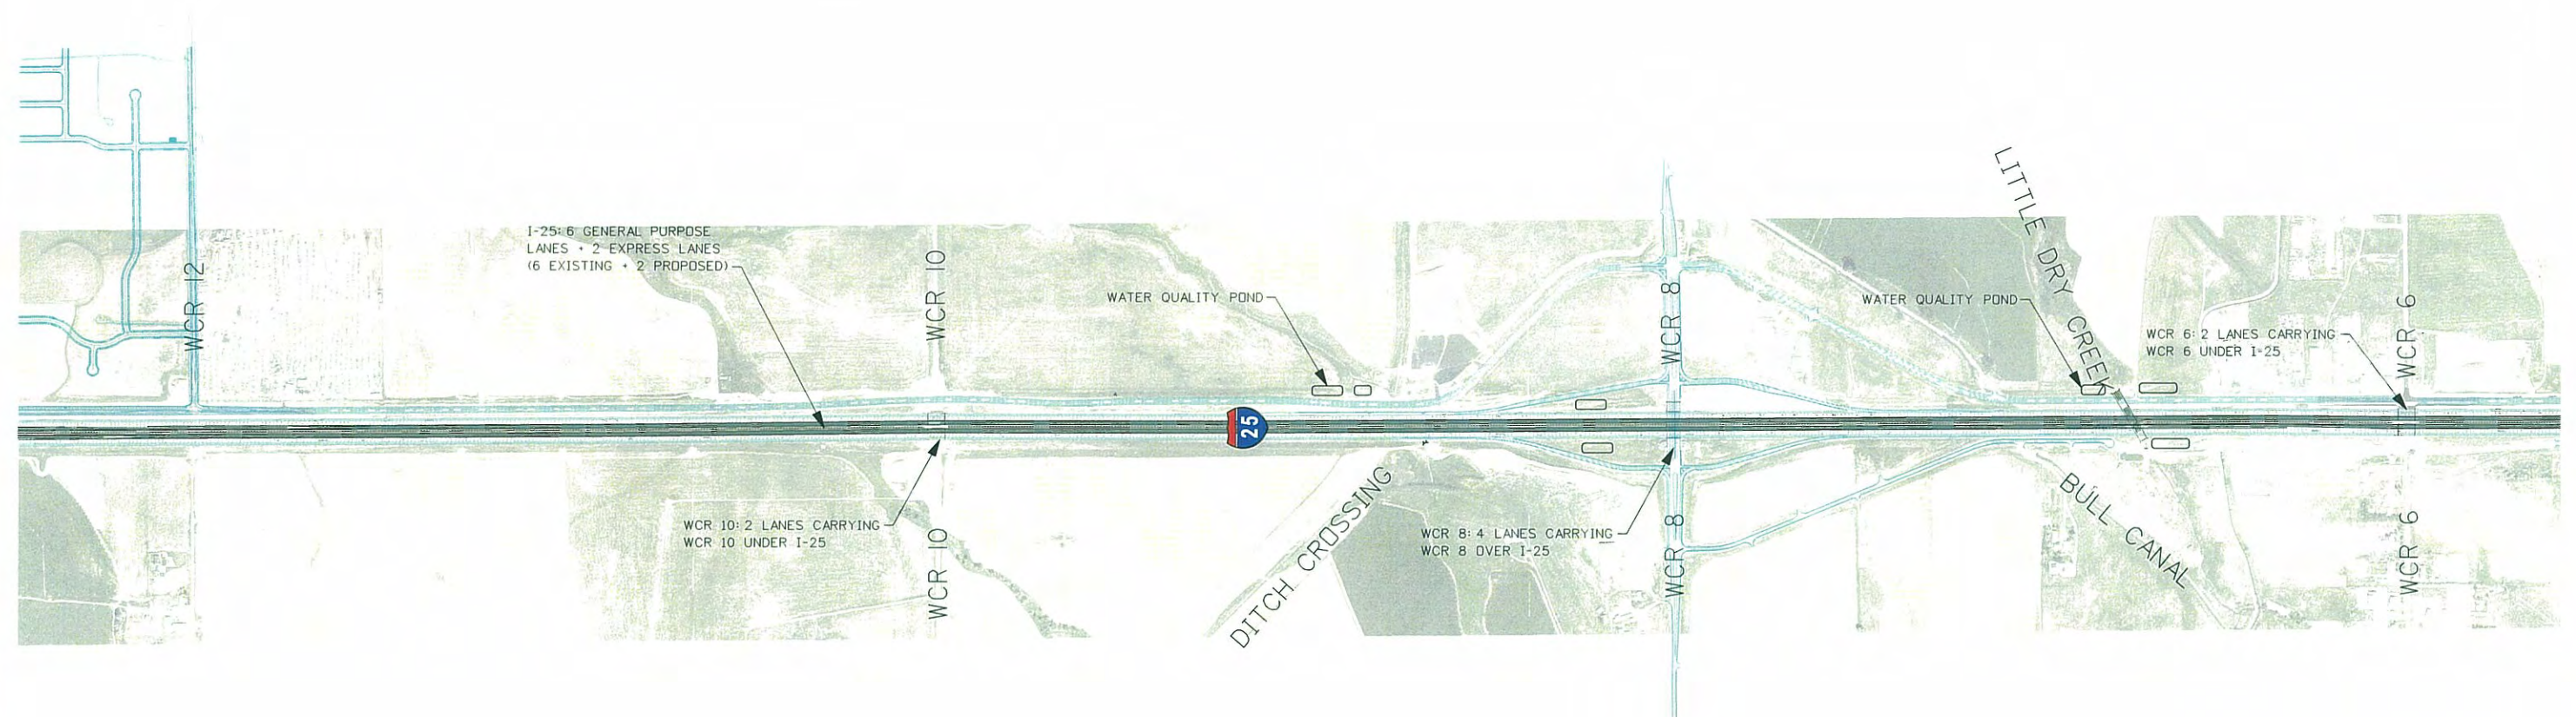 WCR 12
I-25: 6 GENERAL PURPOSE
LANES + 2 EXPRESS LANES
(6 EXISTING + 2 PROPOSED)
WCR 10
WATER QUALITY POND
WCR 8
WATER QUALITY POND
LITTLE DRY CREEK
WCR 6: 2 LANES CARRYING
WCR 6 UNDER I-25
WCR 6
25
WCR 10: 2 LANES CARRYING
WCR 10 UNDER I-25
WCR 10
DITCH CROSSING
WCR 8: 4 LANES CARRYING
WCR 8 OVER I-25
WCR 8
BULL CANAL
WCR 6